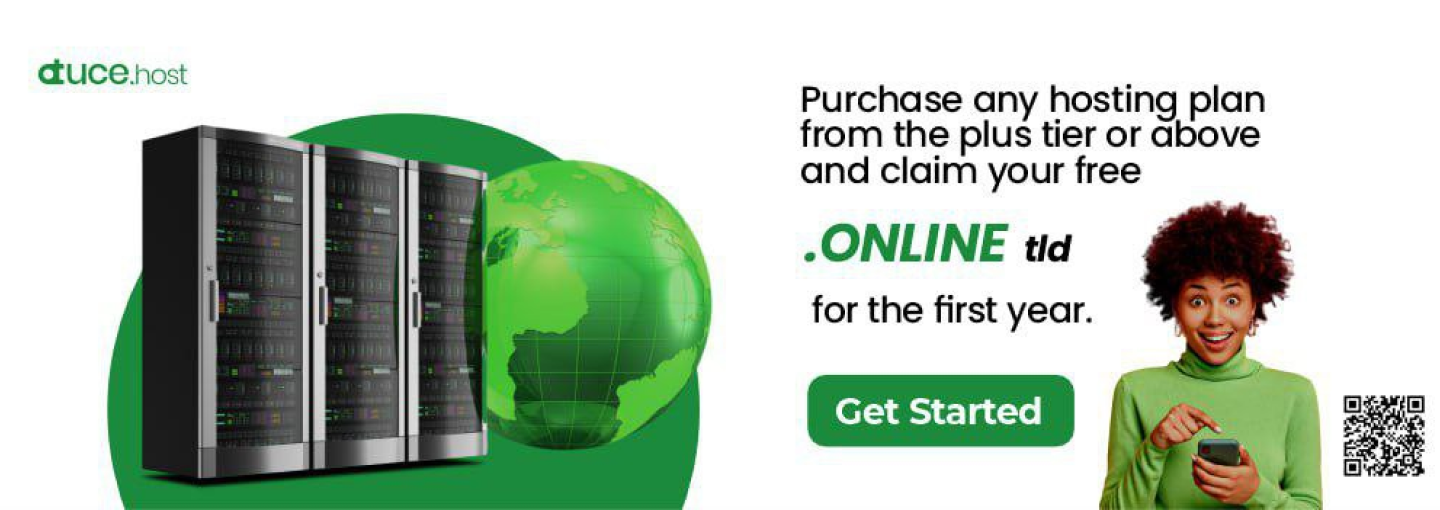 duce.host
Purchase any hosting plan
from the plus tier or above
and claim your free
.ONLINE tld
for the first year.
Get Started